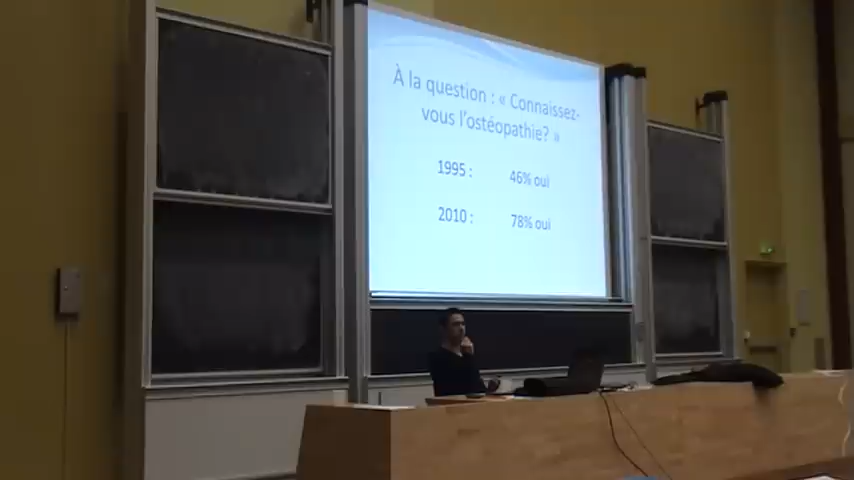 À la question : « Connaissez-
vous l'ostéopathie? »
1995 : 46% oui
2010 : 78% oui